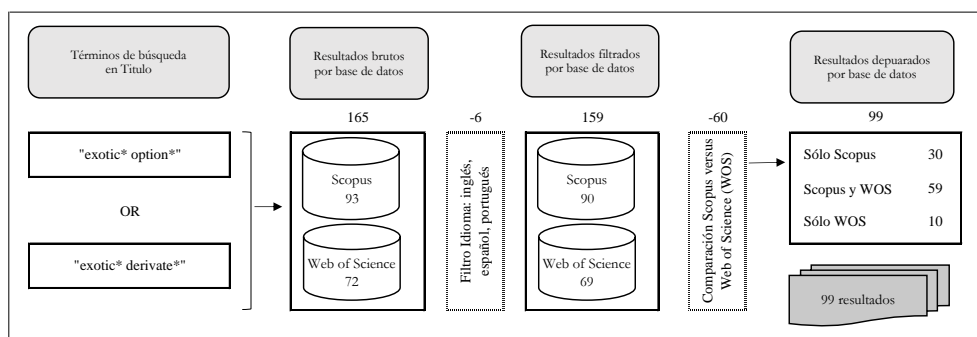 Términos de búsqueda
en Titulo
Resultados brutos
por base de datos
Resultados filtrados
por base de datos
Resultados depuarados
por base de datos
165
-6
159
-60
99
"exotic* option*"
OR
"exotic* derivate*"
Scopus
93
Web of Science
72
Filtro Idioma: inglés,
español, portugués
Scopus
90
Web of Science
69
Comparación Scopus versus
Web of Science (WOS)
Sólo Scopus 30
Scopus y WOS 59
Sólo WOS 10
99 resultados